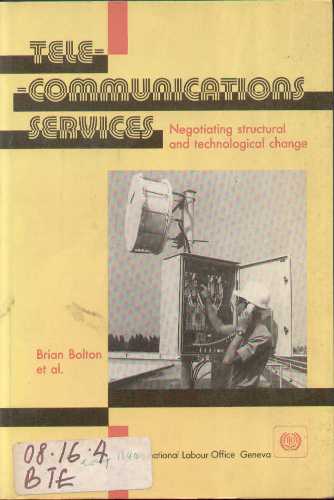 TELE-
-COMMUNICATIONS
SERVICES
Negotiating structural
and technological change
Brian Bolton
et al.
national Labour Office Geneva
08.16:4
BTE